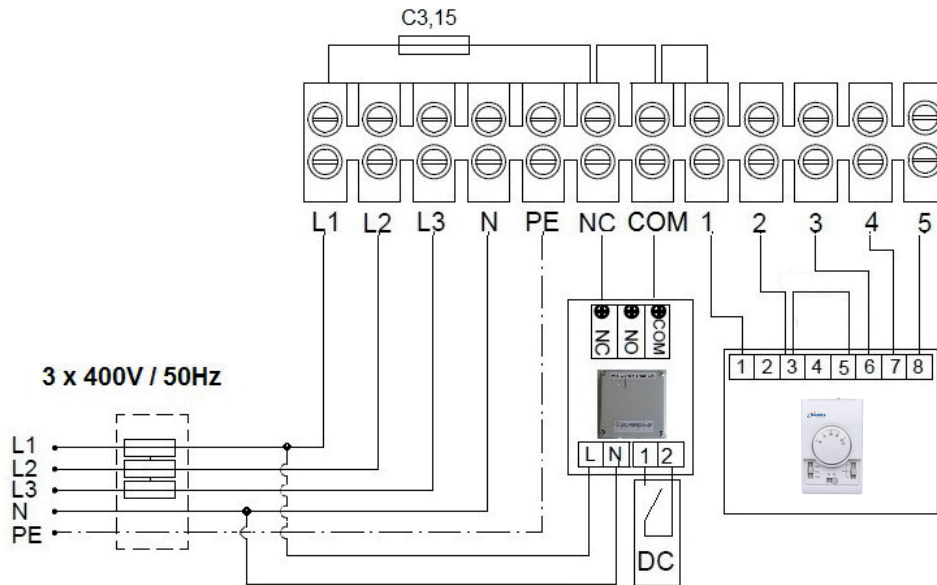 C3,15
L1 L2 L3 N PE NC COM 1 2 3 4 5
NC NO COM
3 x 400V / 50Hz
1 2 3 4 5 6 7 8
L1
L2
L3
N
PE
L N 1 2
DC